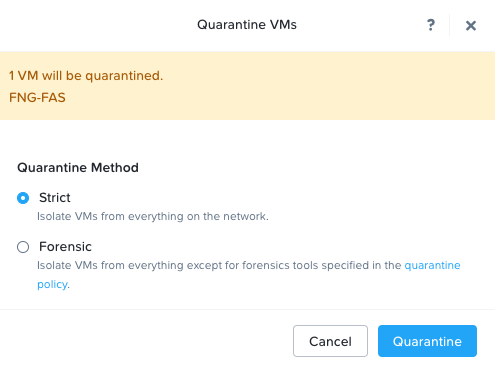 Quarantine VMs
?
1 VM will be quarantined.
FNG-FAS
Quarantine Method
Strict
Isolate VMs from everything on the network.
Forensic
Isolate VMs from everything except for forensics tools specified in the quarantine
policy.
Cancel
Quarantine